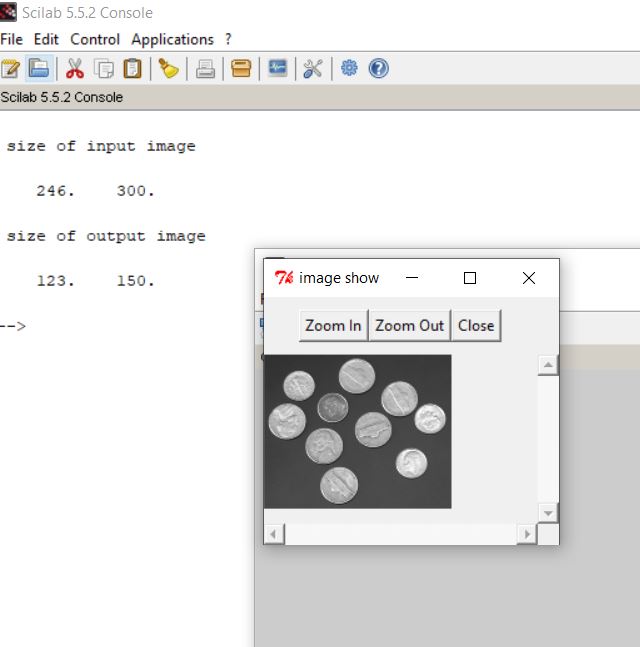 Scilab 5.5.2 Console
File Edit Control Applications ?
Scilab 5.5.2 Console
size of input image
246. 300.
size of output image
123. 150.
-->
image show
Zoom In Zoom Out Close